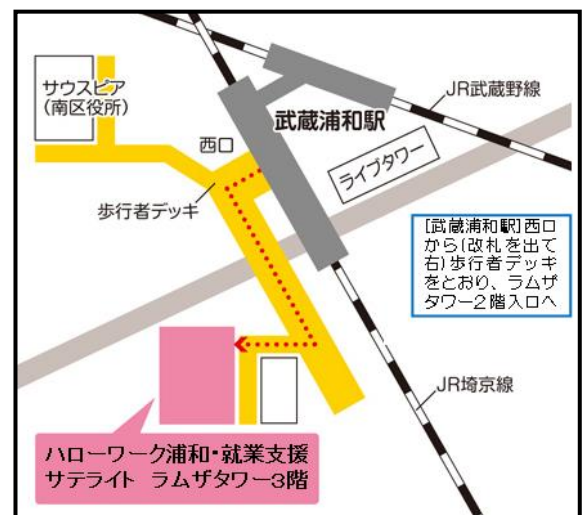 サウスピア
(南区役所)
JR武蔵野線
武蔵浦和駅
西口
ライブタワー
歩行者デッキ
[武蔵浦和駅]西口
から(改札を出て
右)歩行者デッキ
をとおり、ラムザ
タワー2階入口へ
JR埼京線
ハローワーク浦和・就業支援
サテライト ラムザタワー3階